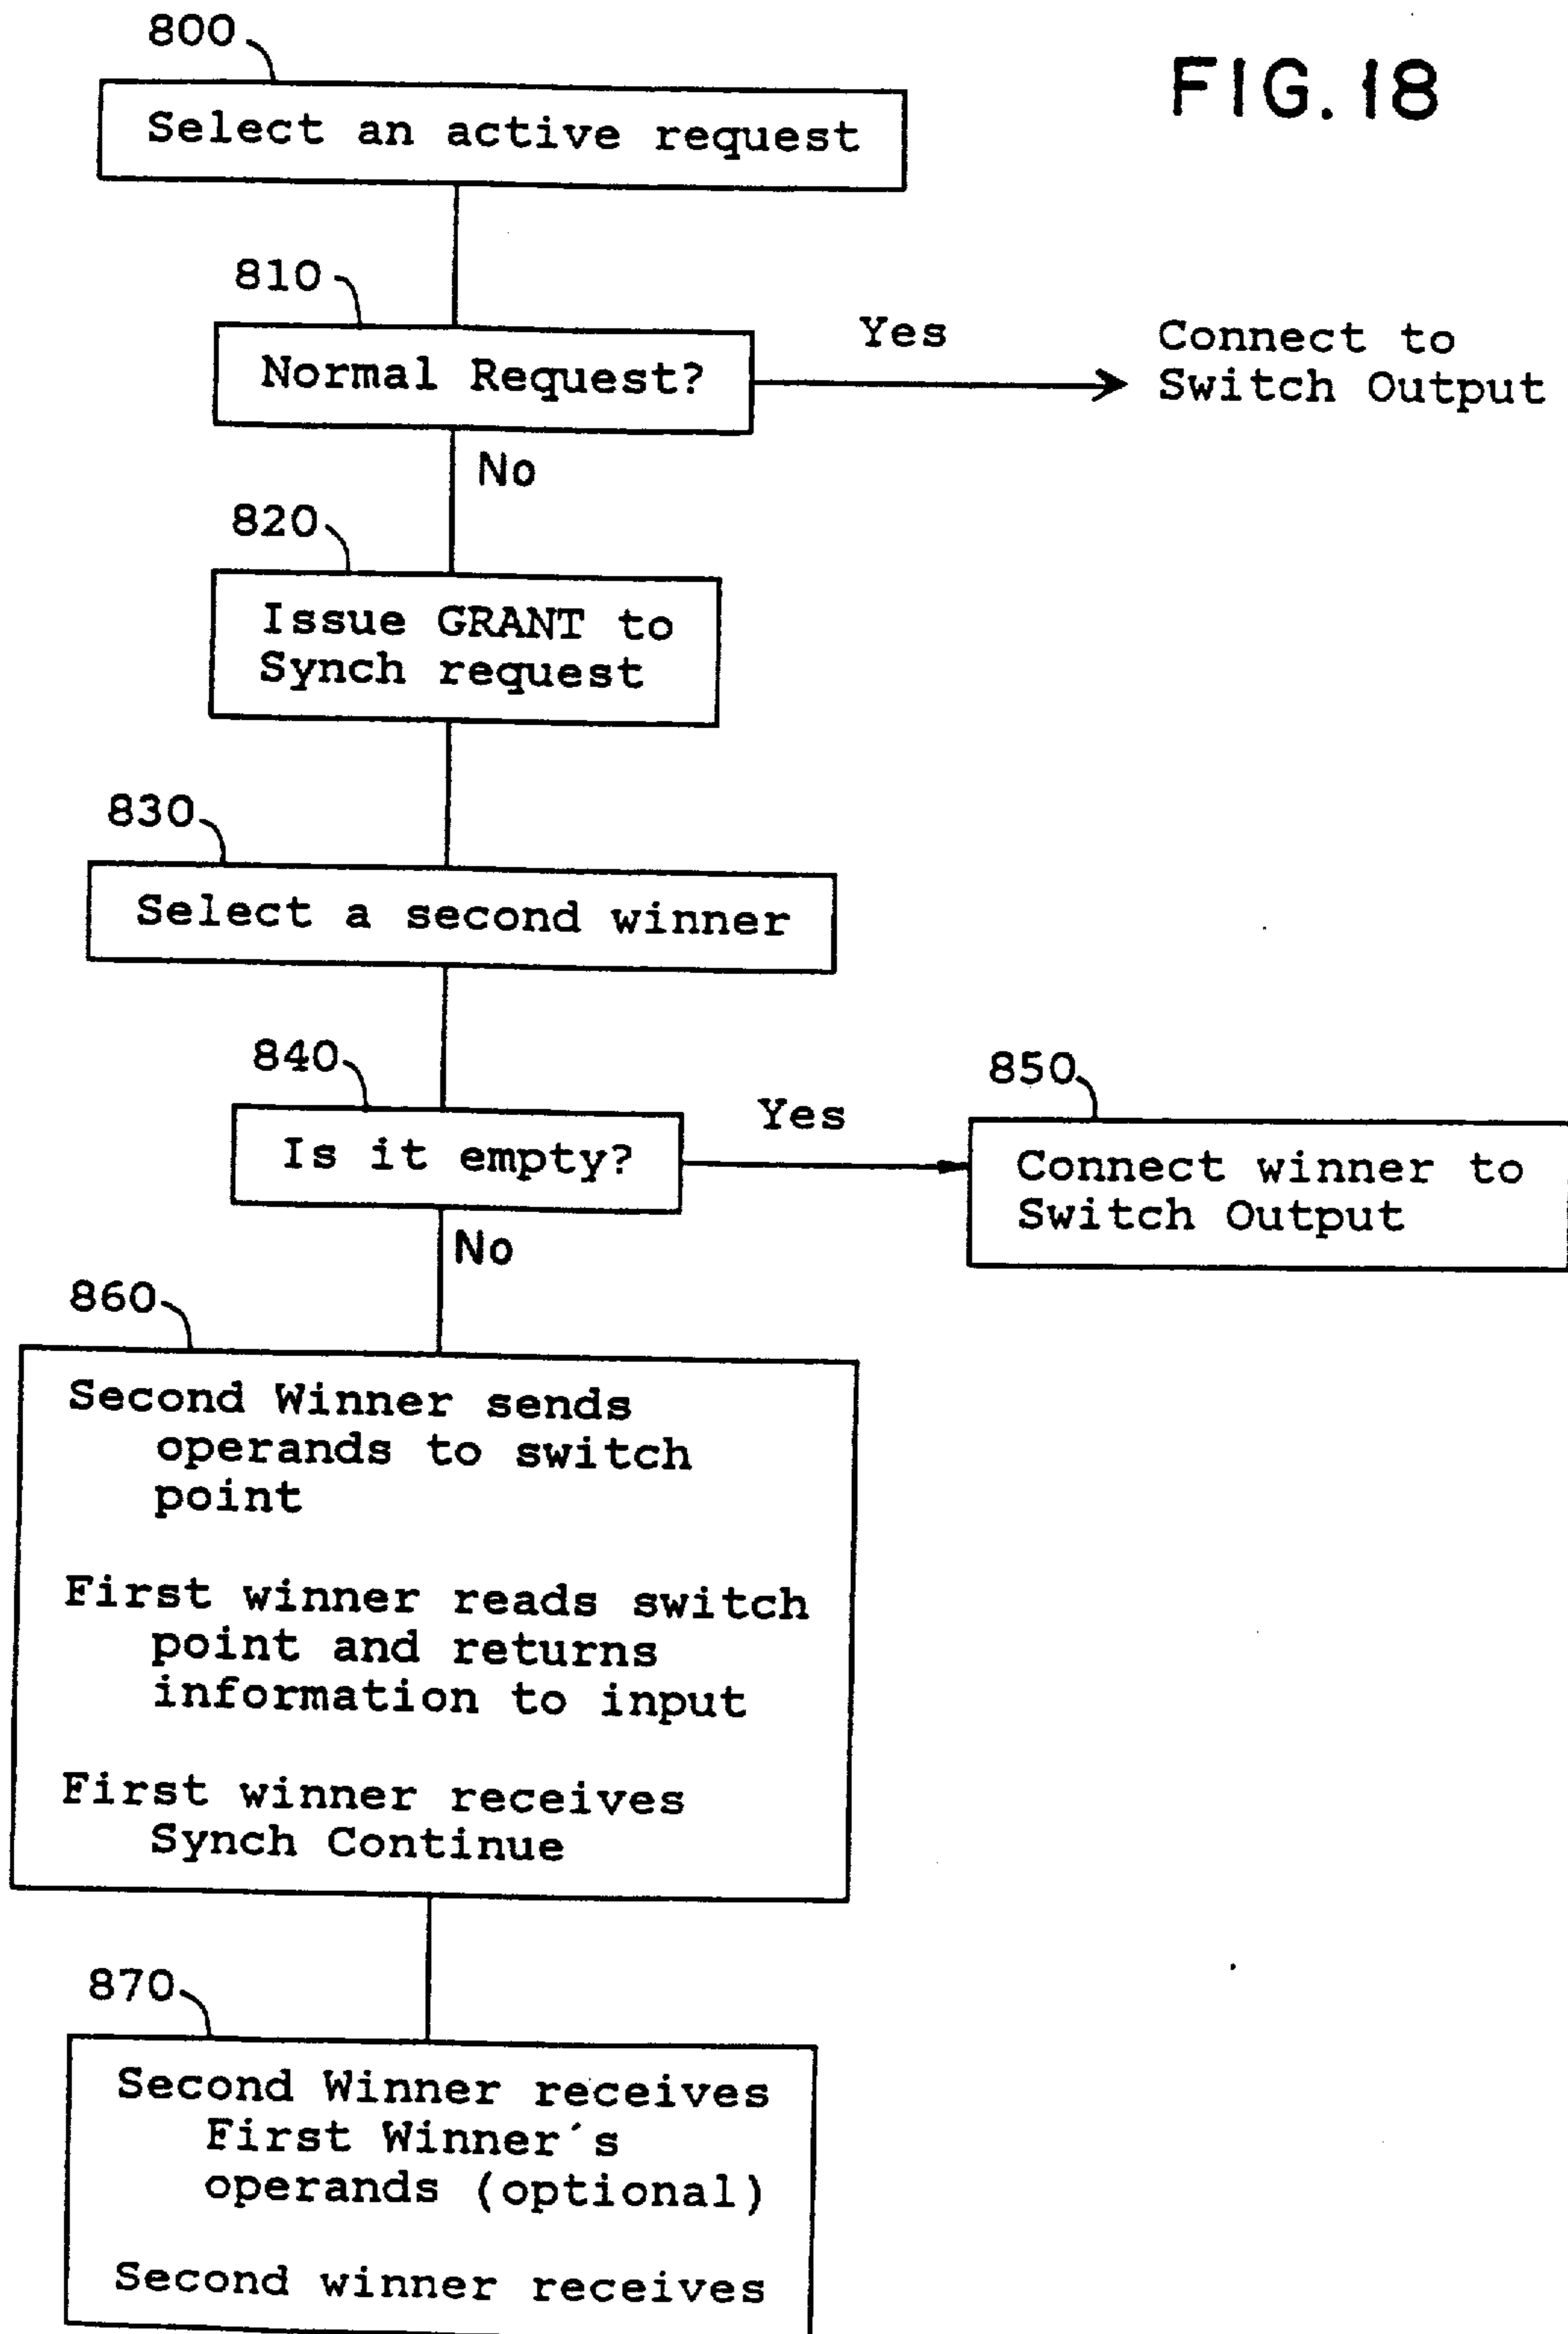 800
FIG. 18
Select an active request
810
Normal Request?
Yes
Connect to
Switch Output
No
820
Issue GRANT to
Synch request
830
Select a second winner
840
Is it empty?
Yes
850
Connect winner to
Switch Output
No
860
Second Winner sends
operands to switch
point
First winner reads switch
point and returns
information to input
First winner receives
Synch Continue
870
Second Winner receives
First Winner´s
operands (optional)
Second winner receives